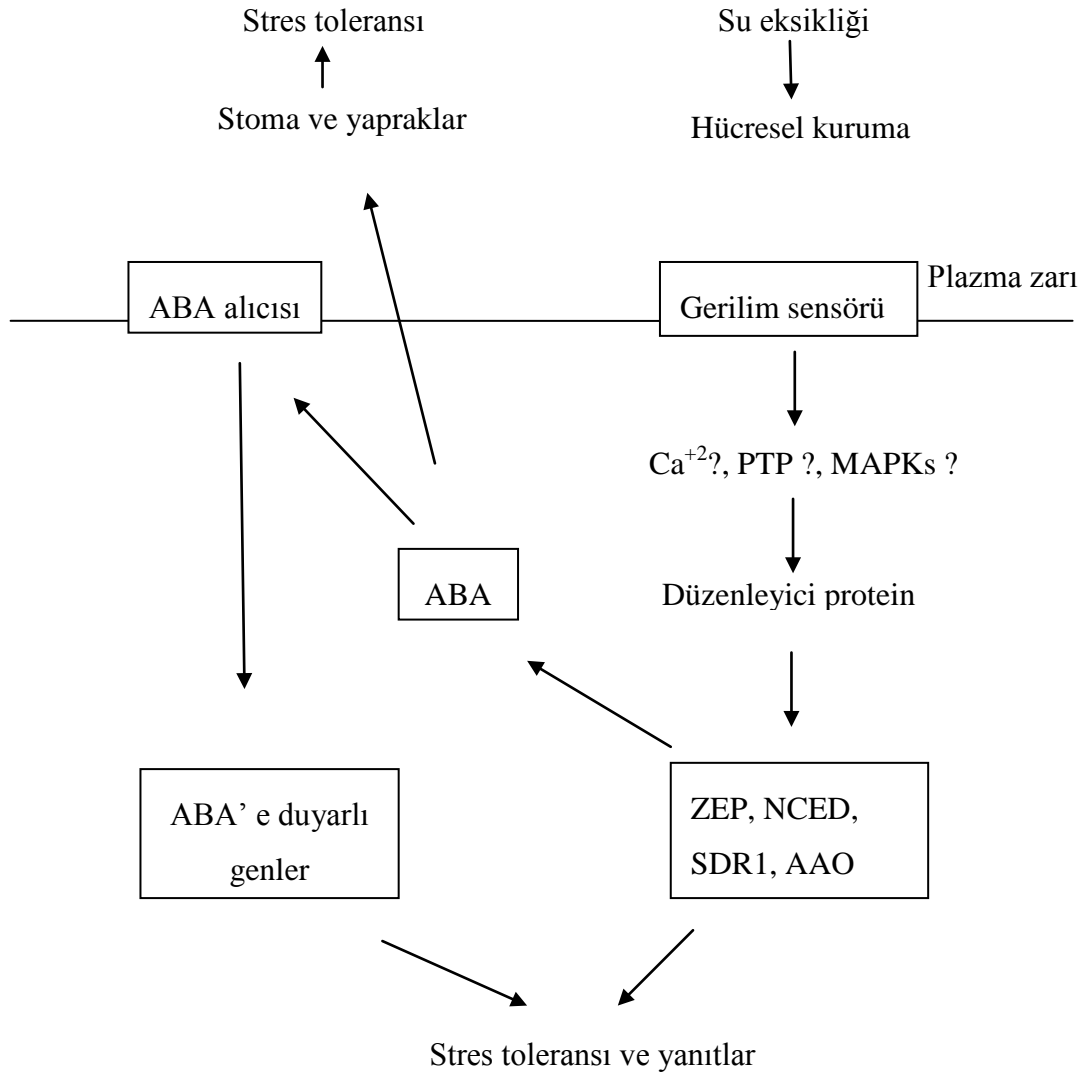 Stres toleransı
Su eksikliği
Stoma ve yapraklar
Hücresel kuruma
ABA alıcısı
Gerilim sensörü
Plazma zarı
Ca+2?, PTP ?, MAPKs ?
ABA
Düzenleyici protein
ABA’ e duyarlı
genler
ZEP, NCED,
SDR1, AAO
Stres toleransı ve yanıtlar